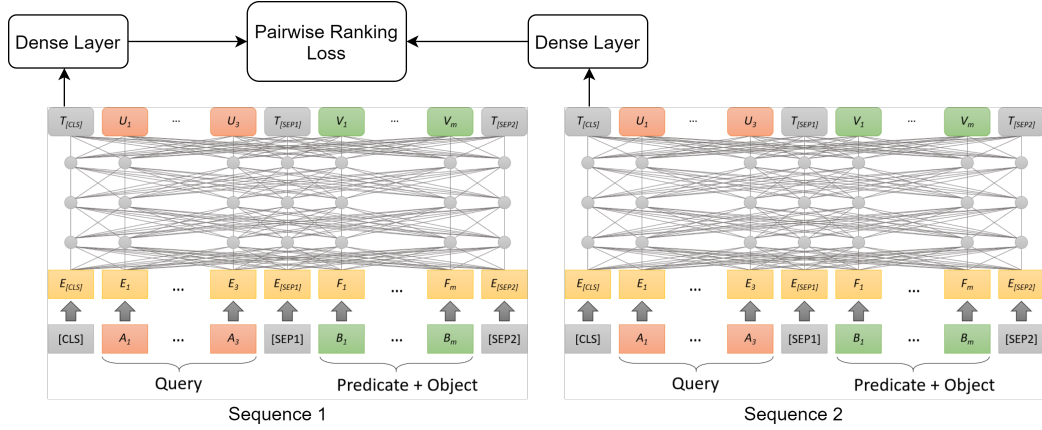 Dense Layer
Pairwise Ranking
Loss
Dense Layer
T[CLS] U1 ... U3 T[SEP1] V1 ... Vm T[SEP2]
E[CLS] E1 ... E3 E[SEP1] F1 ... Fm E[SEP2]
[CLS] A1 ... A3 [SEP1] B1 ... Bm [SEP2]
Query
Predicate + Object
Sequence 1
T[CLS] U1 ... U3 T[SEP1] V1 ... Vm T[SEP2]
E[CLS] E1 ... E3 E[SEP1] F1 ... Fm E[SEP2]
[CLS] A1 ... A3 [SEP1] B1 ... Bm [SEP2]
Query
Predicate + Object
Sequence 2